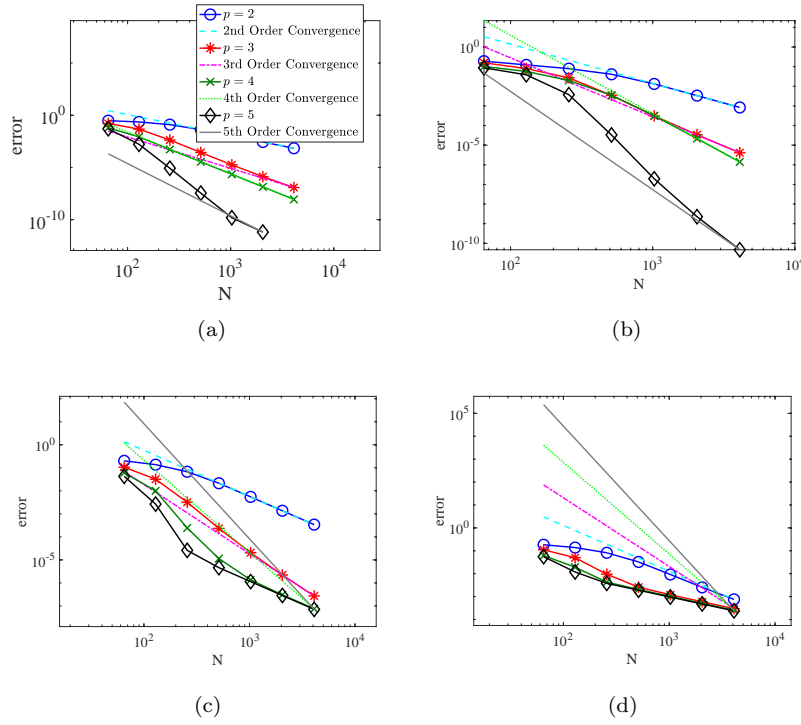 p = 2
2nd Order Convergence
p = 3
3rd Order Convergence
p = 4
4th Order Convergence
p = 5
5th Order Convergence
error
10^0
10^-10
10^2
10^3
10^4
N
(a)
error
10^0
10^-5
10^-10
10^2
10^3
10^4
N
(b)
error
10^0
10^-5
10^2
10^3
10^4
N
(c)
error
10^5
10^0
10^2
10^3
10^4
N
(d)